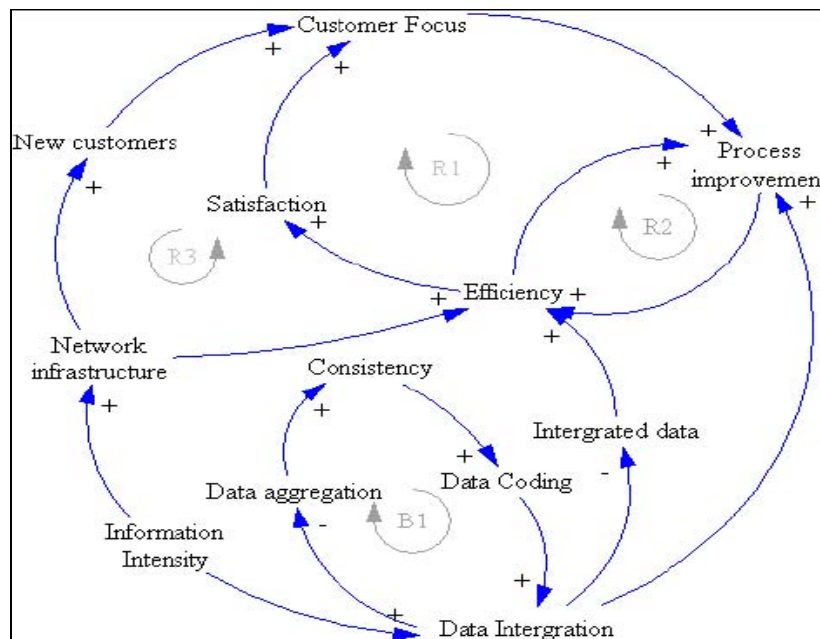 Customer Focus
+
+
+
New customers
+
R1
Process
improvemen
+
+
Satisfaction
+
R2
R3
Efficiency
+
+
+
Network
infrastructure
+
Consistency
+
Intergrated data
-
+
Data Coding
Data aggregation
-
B1
Information
Intensity
+
+
Data Intergration